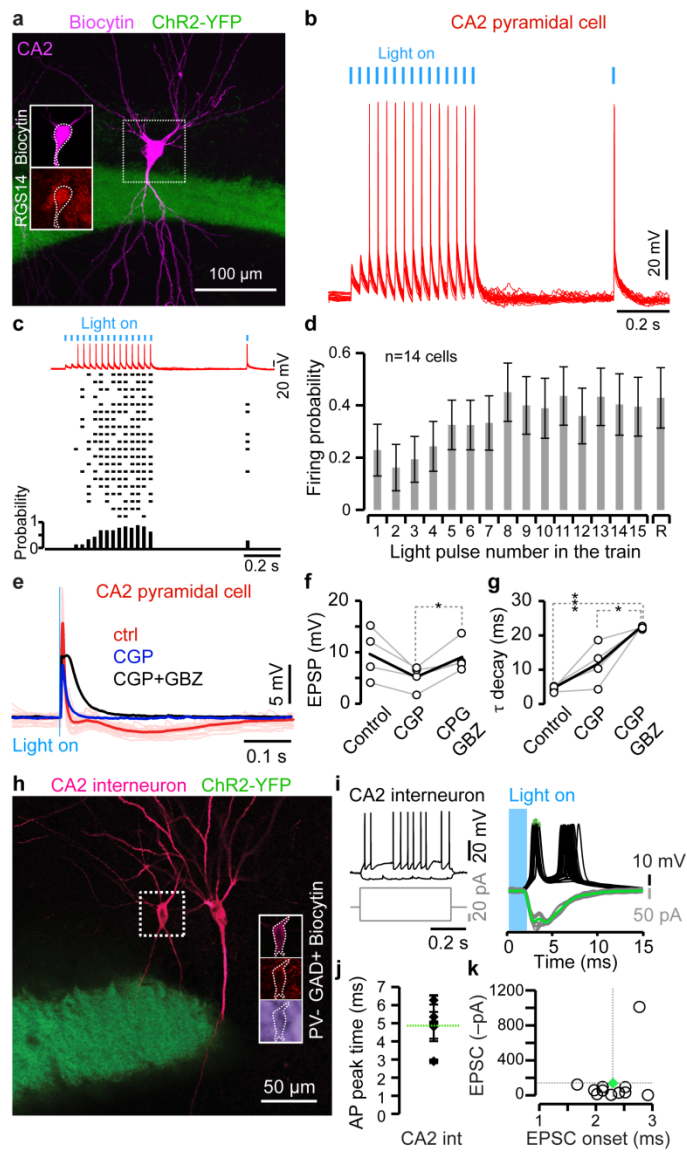 a
Biocytin ChR2-YFP
CA2
Biocytin
RGS14
100 µm
b
CA2 pyramidal cell
Light on
20 mV
0.2 s
c
Light on
20 mV
Probability
1
0
0.2 s
d
n=14 cells
Firing probability
0.6
0.4
0.2
0
1 2 3 4 5 6 7 8 9 10 11 12 13 14 15 R
Light pulse number in the train
e
CA2 pyramidal cell
ctrl
CGP
CGP+GBZ
5 mV
Light on
0.1 s
f
*
EPSP (mV)
20
15
10
5
0
Control
CGP
CPG GBZ
g
***
*
τ decay (ms)
30
20
10
0
Control
CGP
CGP GBZ
h
CA2 interneuron ChR2-YFP
PV- GAD+ Biocytin
50 µm
i
CA2 interneuron
20 mV
20 pA
0.2 s
Light on
10 mV
50 pA
0 5 10 15
Time (ms)
j
AP peak time (ms)
7
6
5
4
3
2
1
0
CA2 int
k
EPSC (–pA)
1200
800
400
0
1 2 3
EPSC onset (ms)